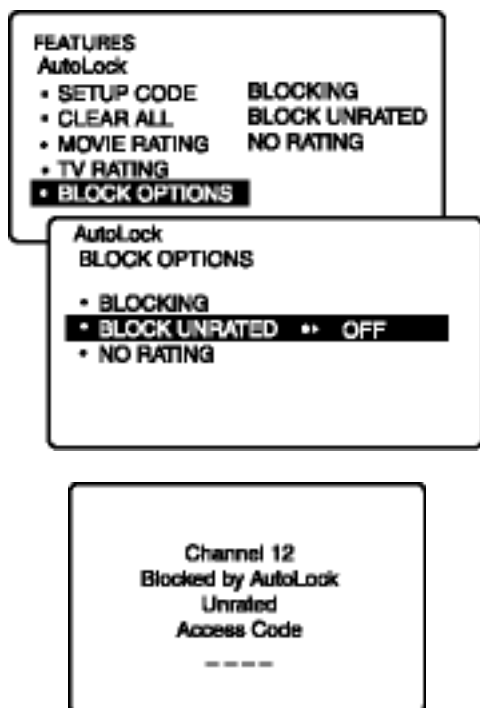 FEATURES
AutoLock
• SETUP CODE BLOCKING
• CLEAR ALL BLOCK UNRATED
• MOVIE RATING NO RATING
• TV RATING
• BLOCK OPTIONS
AutoLock
BLOCK OPTIONS
• BLOCKING
• BLOCK UNRATED OFF
• NO RATING
Channel 12
Blocked by AutoLock
Unrated
Access Code
_ _ _ _